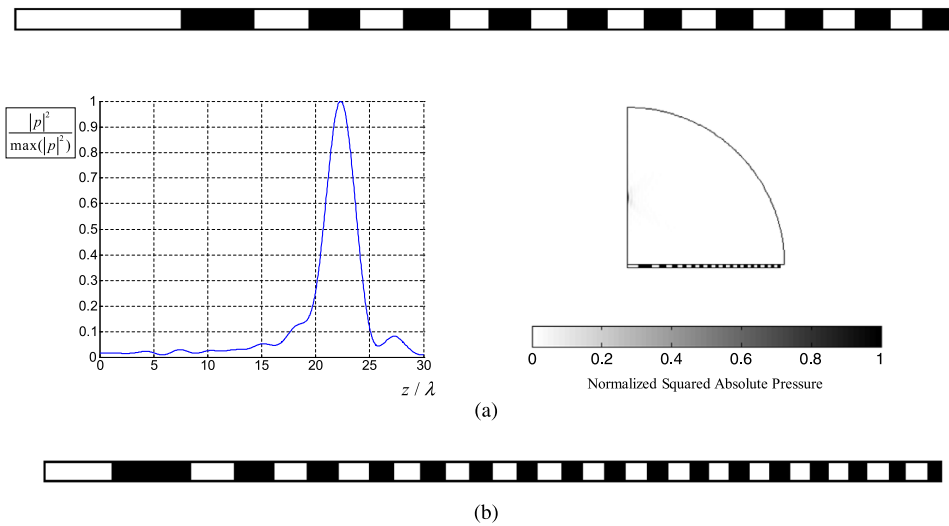 |p|²
max(|p|²)
1
0.9
0.8
0.7
0.6
0.5
0.4
0.3
0.2
0.1
0
0 5 10 15 20 25 30
z / λ
0 0.2 0.4 0.6 0.8 1
Normalized Squared Absolute Pressure
(a)
(b)